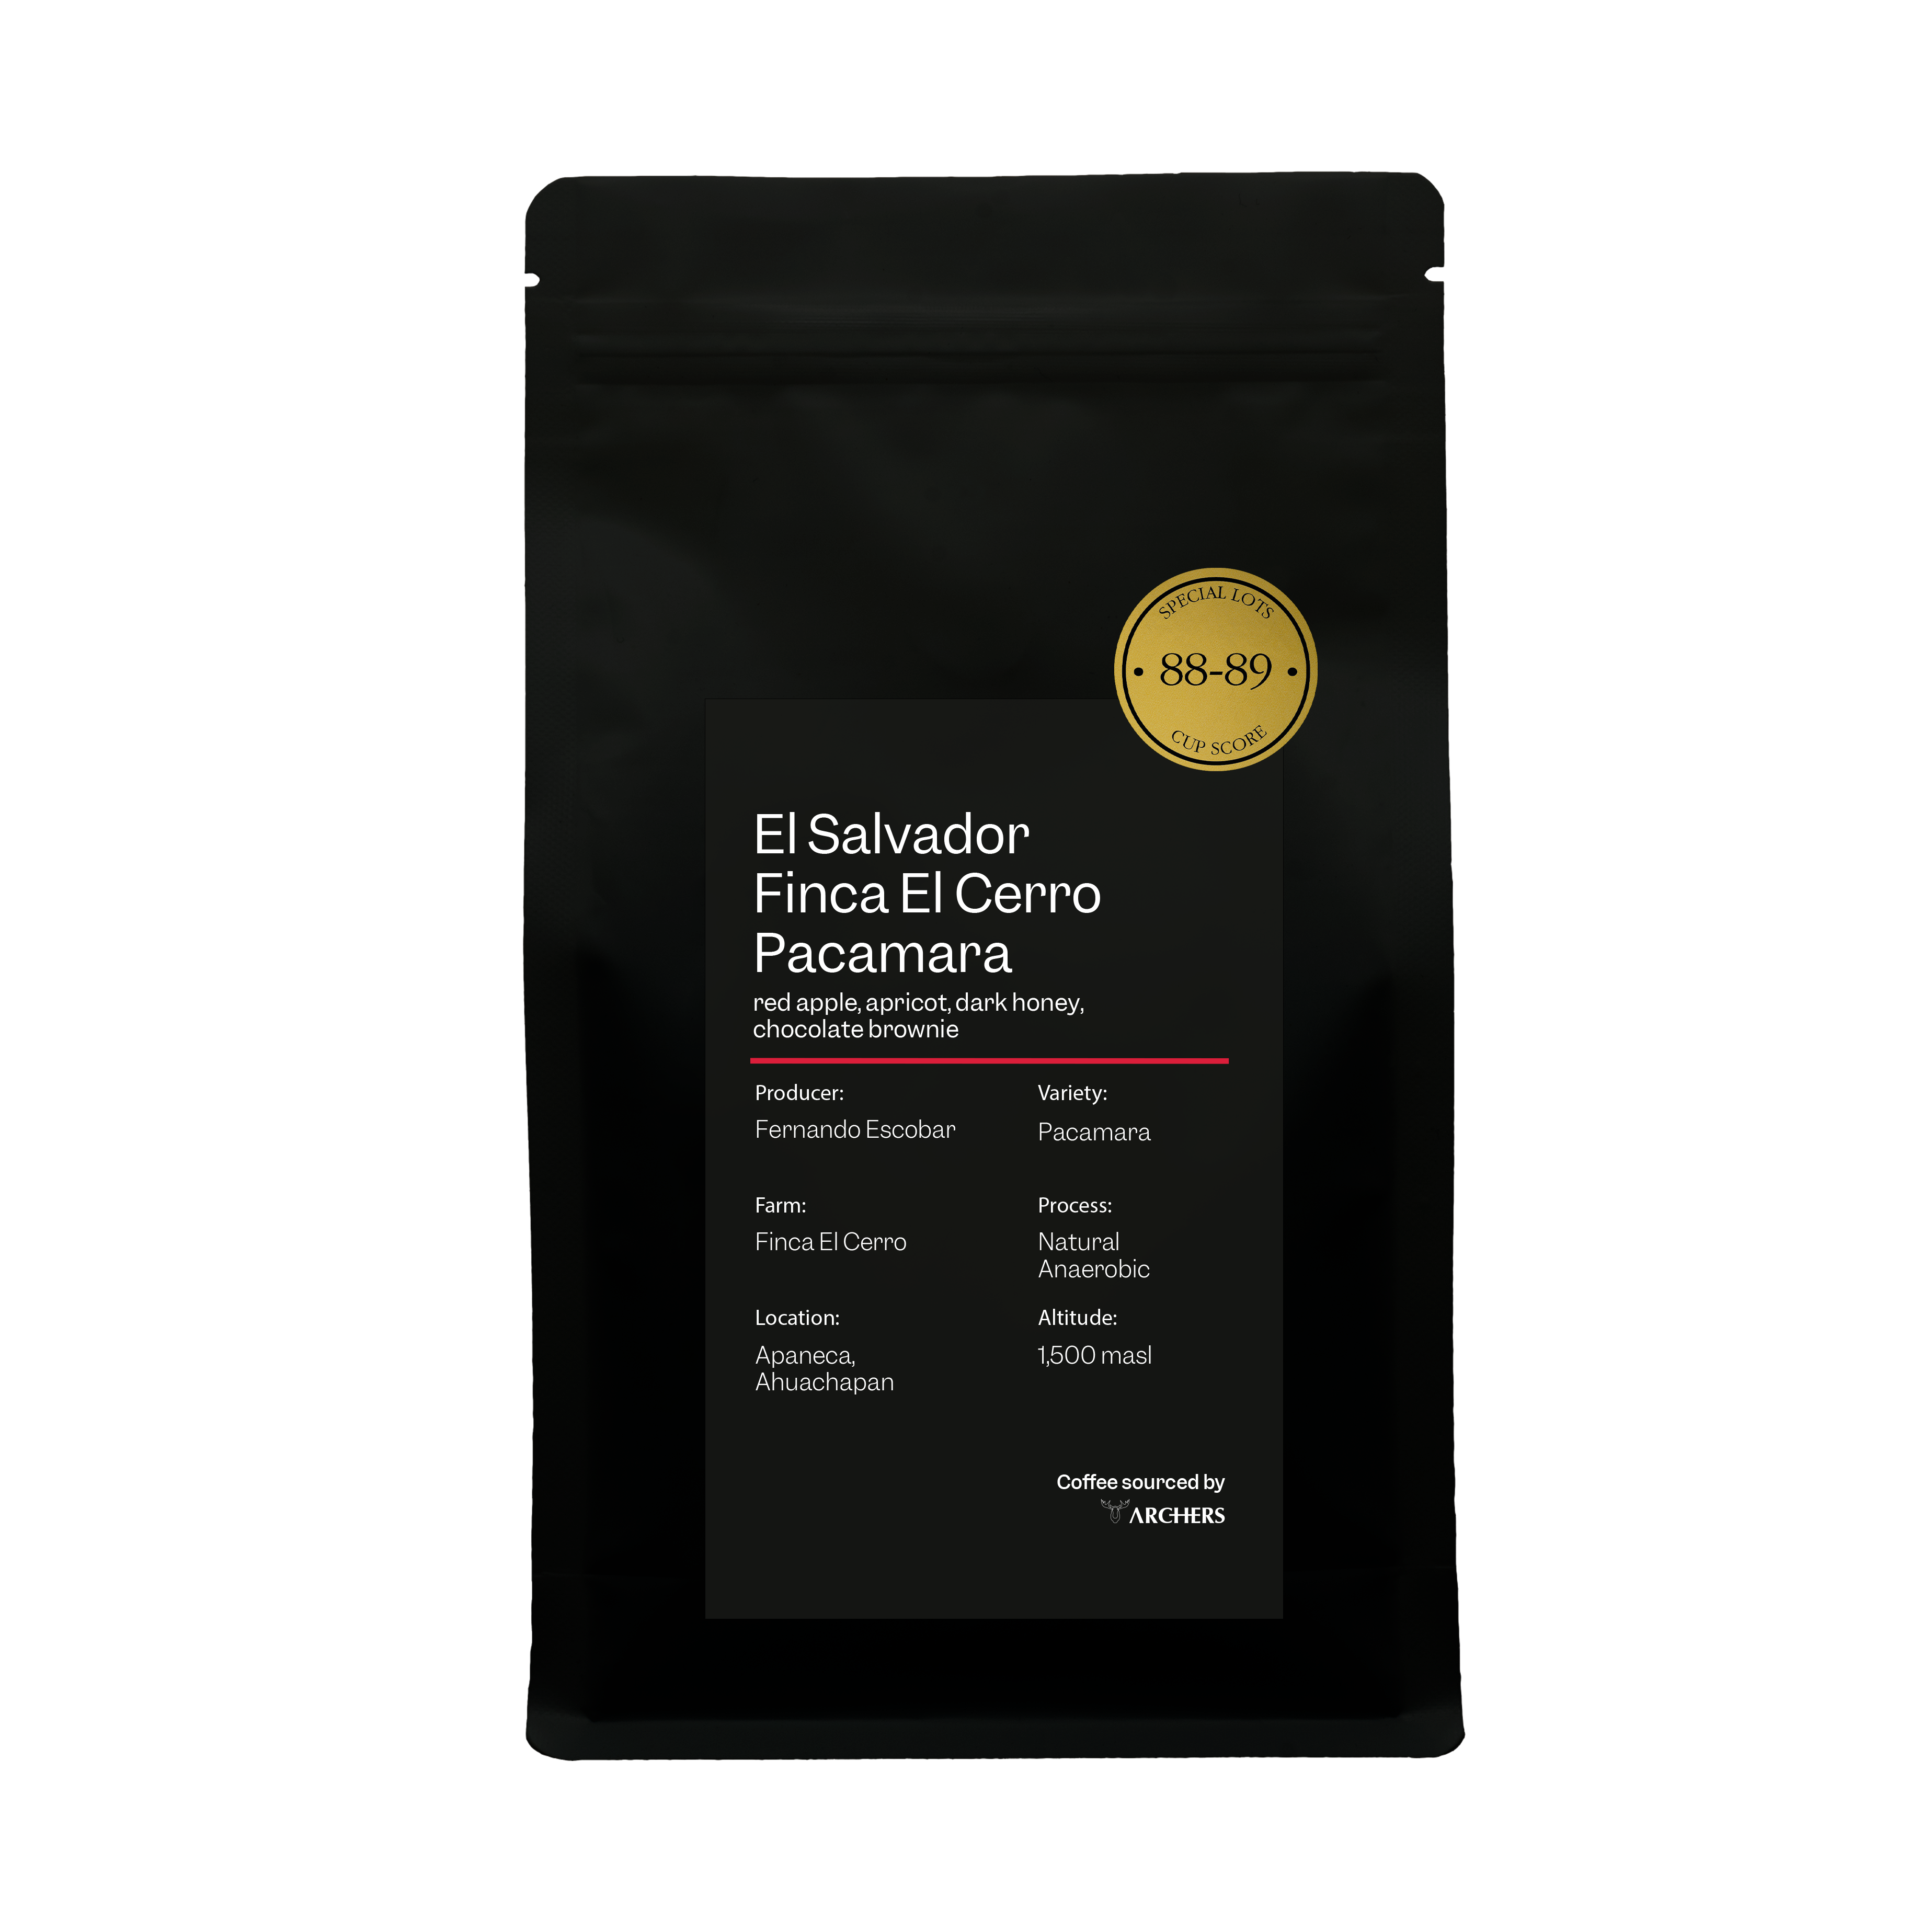 SPECIAL LOTS
88-89
CUP SCORE
El Salvador
Finca El Cerro
Pacamara
red apple, apricot, dark honey,
chocolate brownie
Producer:
Fernando Escobar
Variety:
Pacamara
Farm:
Finca El Cerro
Process:
Natural
Anaerobic
Location:
Apaneca,
Ahuachapan
Altitude:
1,500 masl
Coffee sourced by
ARCHERS